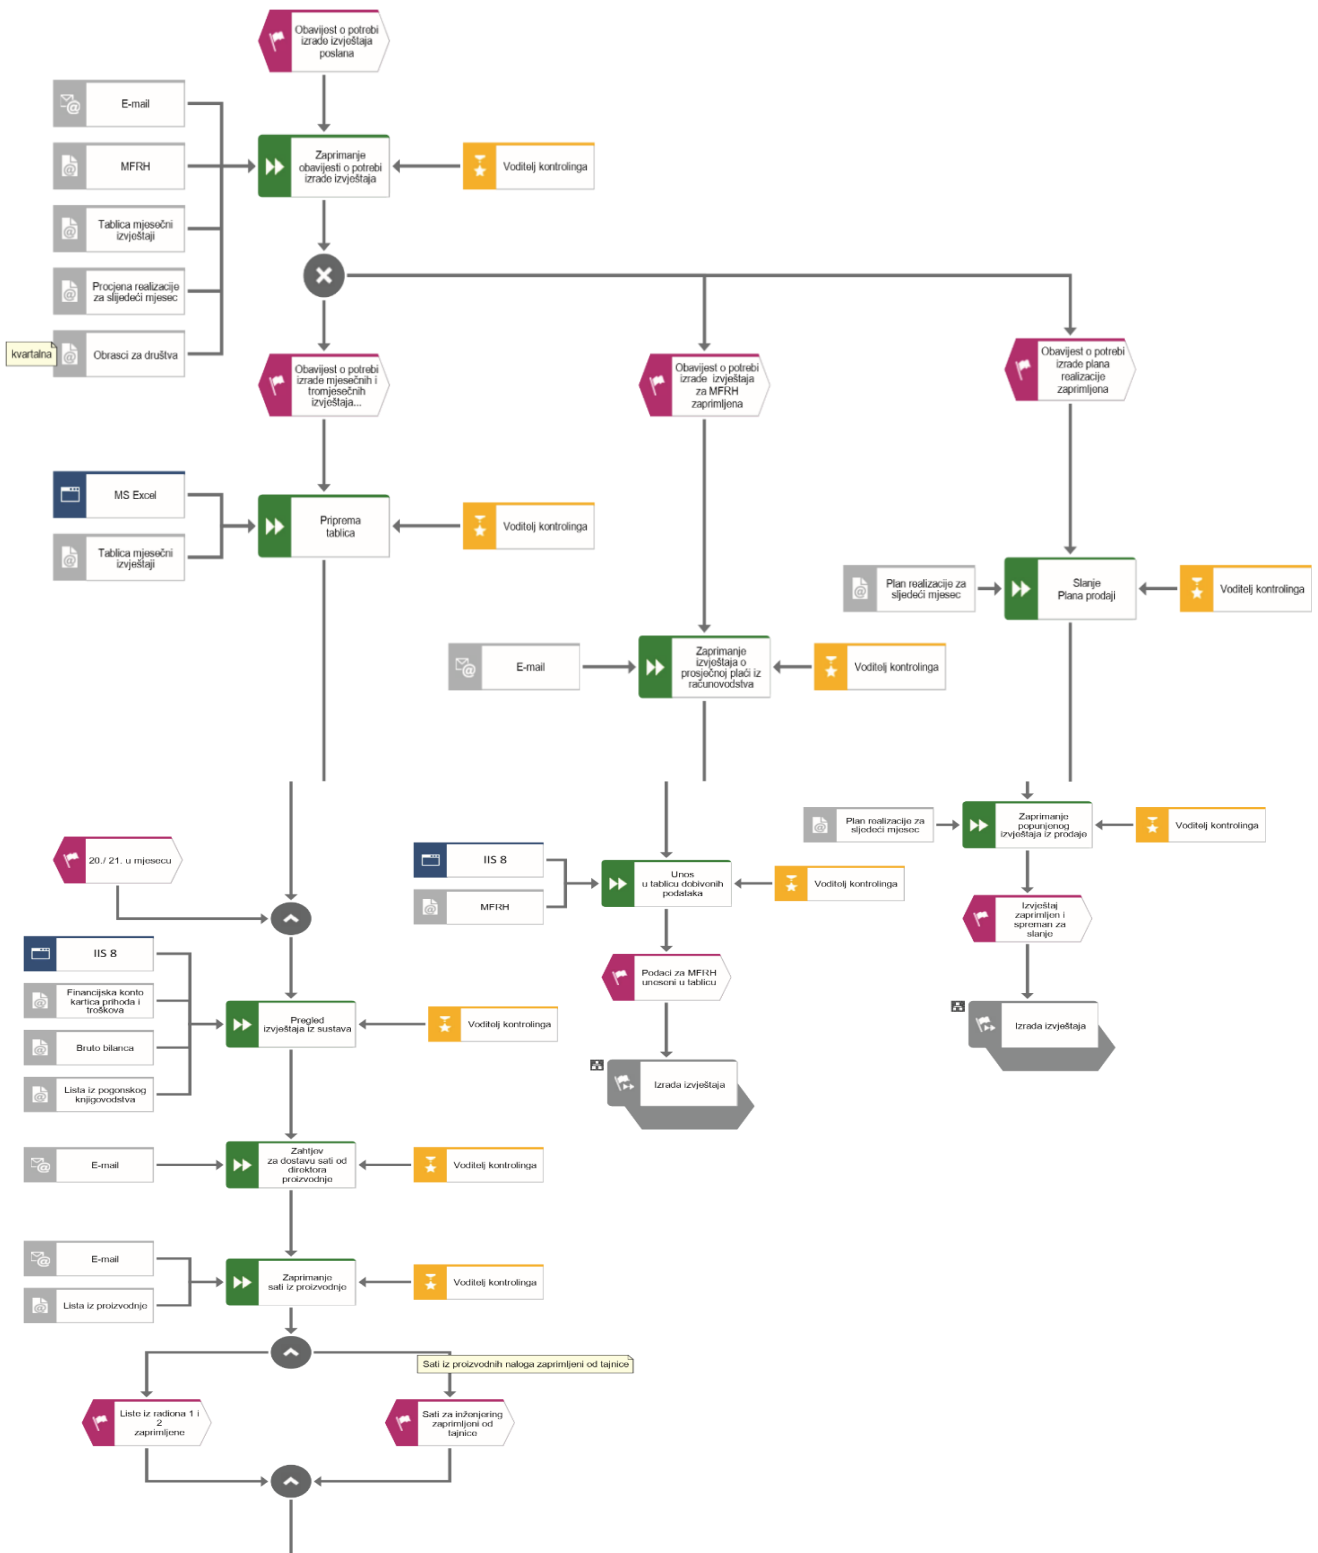 Obavijest o potrebi
izrade izvještaja
poslana
E-mail
Zaprimanje
obavijesti o potrebi
izrade izvještaja
Voditelj kontrolinga
MFRH
Tablica mjesečni
izvještaji
Procjena realizacije
za slijedeći mjesec
kvartalna
Obrasci za društva
Obavijest o potrebi
izrade mjesečnih i
tromjesečnih
izvještaja...
Obavijest o potrebi
izrade izvještaja
za MFRH
zaprimljena
Obavijest o potrebi
izrade plana
realizacije
zaprimljena
MS Excel
Priprema
tablica
Voditelj kontrolinga
Tablica mjesečni
izvještaji
Plan realizacije za
sljedeći mjesec
Slanje
Plana prodaji
Voditelj kontrolinga
E-mail
Zaprimanje
izvještaja o
prosječnoj plaći iz
računovodstva
Voditelj kontrolinga
Plan realizacije za
sljedeći mjesec
Zaprimanje
popunjenog
izvještaja iz prodaje
Voditelj kontrolinga
20./ 21. u mjesecu
IIS 8
MFRH
Unos
u tablicu dobivenih
podataka
Voditelj kontrolinga
Izvještaj
zaprimljen i
spreman za
slanje
IIS 8
Financijska konto
kartica prihoda i
troškova
Bruto bilanca
Lista iz pogonskog
knjigovodstva
Pregled
izvještaja iz sustava
Voditelj kontrolinga
Podaci za MFRH
uneseni u tablicu
Izrada izvještaja
Izrada izvještaja
E-mail
Zahtjev
za dostavu sati od
direktora
proizvodnje
Voditelj kontrolinga
E-mail
Lista iz proizvodnje
Zaprimanje
sati iz proizvodnje
Voditelj kontrolinga
Sati iz proizvodnih naloga zaprimljeni od tajnice
Liste iz radiona 1 i
2
zaprimljene
Sati za inženjering
zaprimljeni od
tajnice